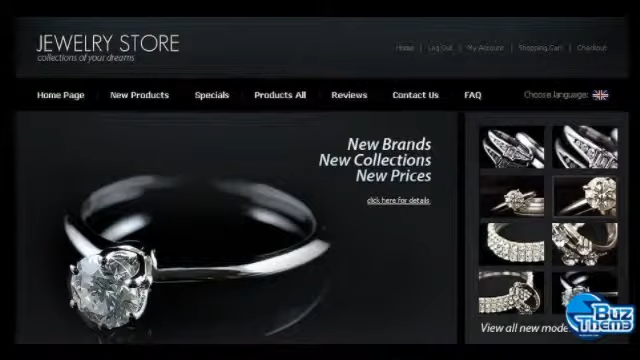 JEWELRY STORE
collections of your dreams
Home | Log Out | My Account | Shopping Cart | Checkout
Home Page New Products Specials Products All Reviews Contact Us FAQ Choose language:
New Brands
New Collections
New Prices
click here for details
View all new
Buz
Them3